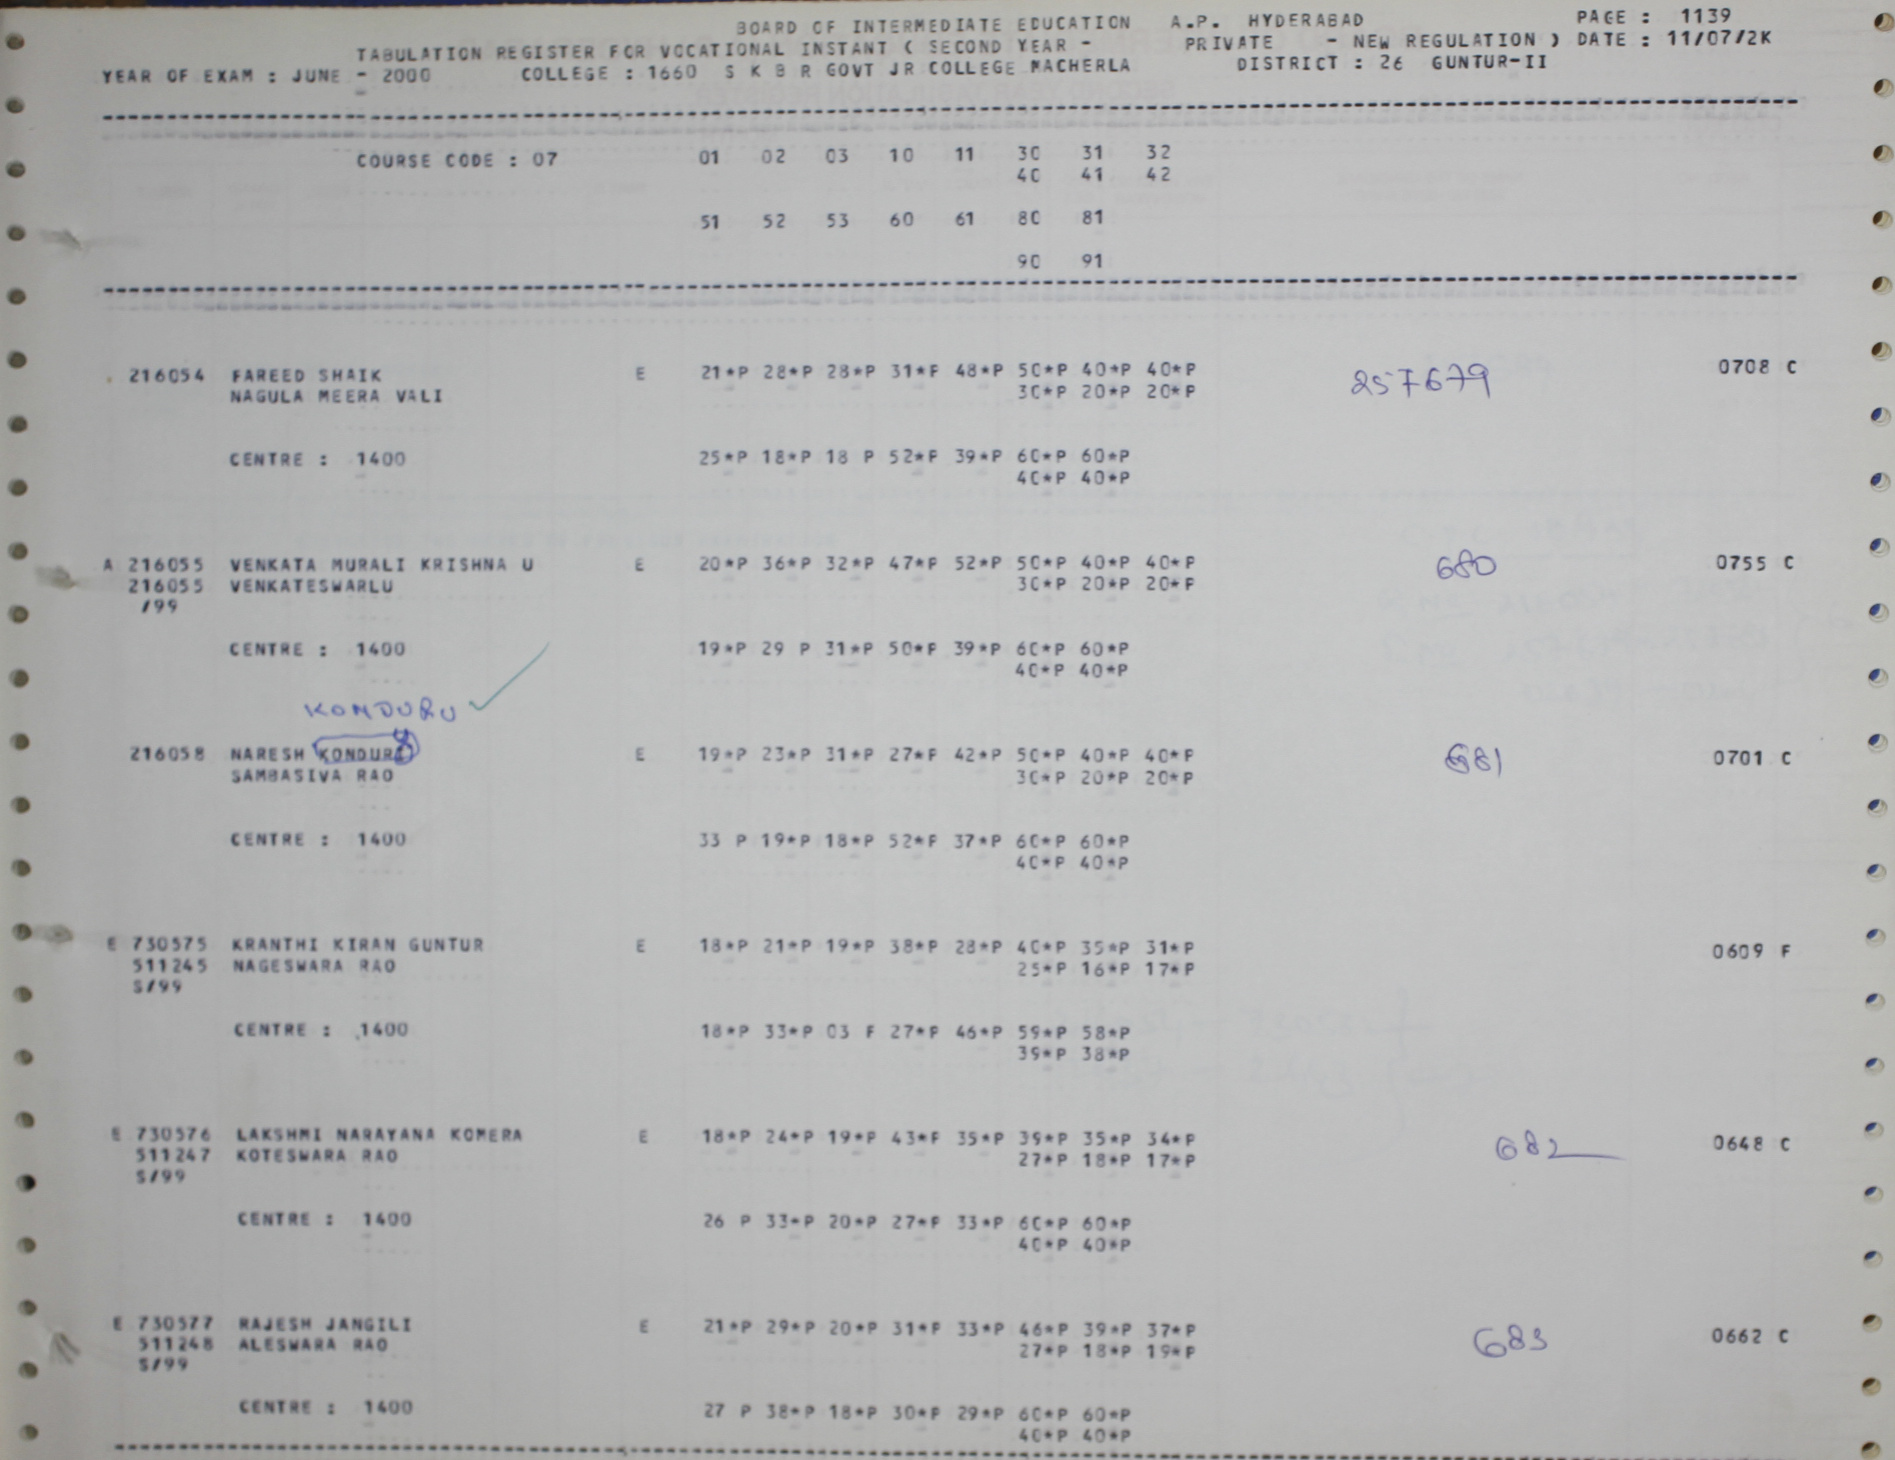 BOARD OF INTERMEDIATE EDUCATION A.P. HYDERABAD PAGE : 1139
TABULATION REGISTER FOR VOCATIONAL INSTANT ( SECOND YEAR - PRIVATE - NEW REGULATION ) DATE : 11/07/2K
YEAR OF EXAM : JUNE - 2000 COLLEGE : 1660 S K B R GOVT JR COLLEGE MACHERLA DISTRICT : 26 GUNTUR-II
COURSE CODE : 07 01 02 03 10 11 30 31 32
40 41 42
51 52 53 60 61 80 81
90 91
216054 FAREED SHAIK E 21*P 28*P 28*P 31*P 48*P 50*P 40*P 40*P 257679 0708 C
NAGULA MEERA VALI 30*P 20*P 20*P
CENTRE : 1400 25*P 18*P 18 P 52*P 39*P 60*P 60*P
40*P 40*P
A 216055 VENKATA MURALI KRISHNA U E 20*P 36*P 32*P 47*P 52*P 50*P 40*P 40*P 680 0755 C
216055 VENKATESWARLU 30*P 20*P 20*P
/99
CENTRE : 1400 19*P 29 P 31*P 50*P 39*P 60*P 60*P
40*P 40*P
KONDURU
216058 NARESH KONDURI E 19*P 23*P 31*P 27*P 42*P 50*P 40*P 40*P 681 0701 C
SAMBASIVA RAO 30*P 20*P 20*P
CENTRE : 1400 33 P 19*P 18*P 52*P 37*P 60*P 60*P
40*P 40*P
E 730575 KRANTHI KIRAN GUNTUR E 18*P 21*P 19*P 38*P 28*P 40*P 35*P 31*P 0609 F
511245 NAGESWARA RAO 25*P 16*P 17*P
S/99
CENTRE : 1400 18*P 33*P 03 F 27*P 46*P 59*P 58*P
39*P 38*P
E 730576 LAKSHMI NARAYANA KOMERA E 18*P 24*P 19*P 43*P 35*P 39*P 35*P 34*P 682 0648 C
511247 KOTESWARA RAO 27*P 18*P 17*P
S/99
CENTRE : 1400 26 P 33*P 20*P 27*P 33*P 60*P 60*P
40*P 40*P
E 730577 RAJESH JANGILI E 21*P 29*P 20*P 31*P 33*P 46*P 39*P 37*P 683 0662 C
511248 ALESWARA RAO 27*P 18*P 19*P
S/99
CENTRE : 1400 27 P 38*P 18*P 30*P 29*P 60*P 60*P
40*P 40*P